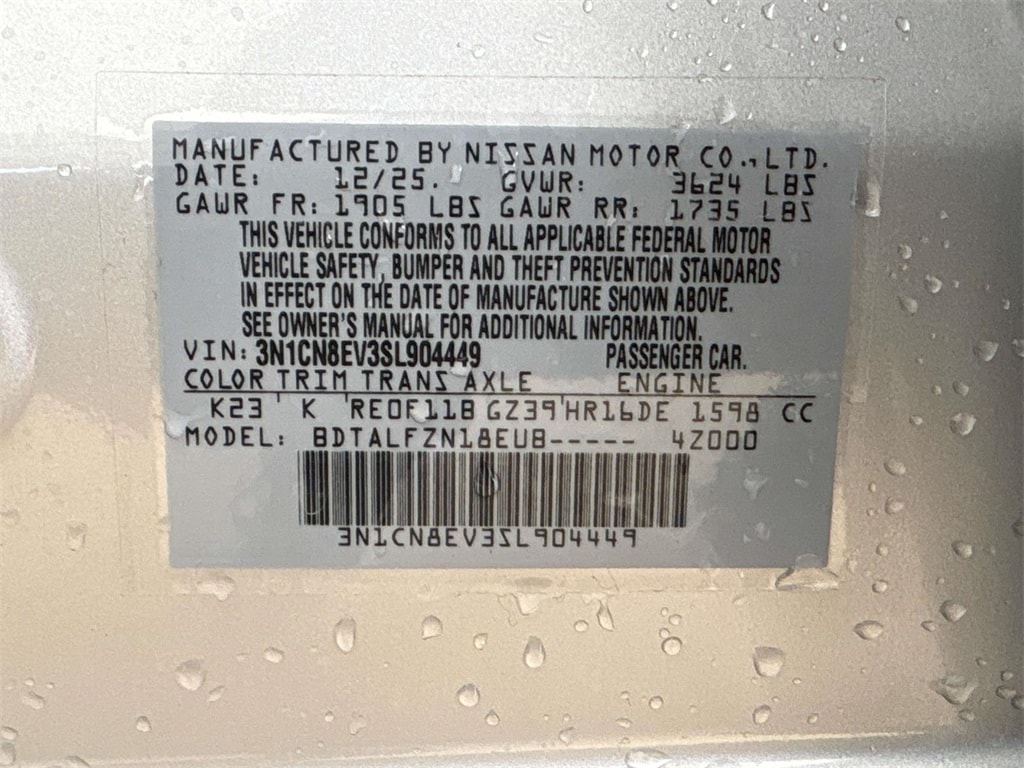 MANUFACTURED BY NISSAN MOTOR CO.,LTD.
DATE: 12/25. GVWR: 3624 LBS
GAWR FR: 1905 LBS GAWR RR: 1735 LBS
THIS VEHICLE CONFORMS TO ALL APPLICABLE FEDERAL MOTOR
VEHICLE SAFETY, BUMPER AND THEFT PREVENTION STANDARDS
IN EFFECT ON THE DATE OF MANUFACTURE SHOWN ABOVE.
SEE OWNER'S MANUAL FOR ADDITIONAL INFORMATION.
VIN: 3N1CN8EV3SL904449 PASSENGER CAR.
COLOR TRIM TRANS AXLE ENGINE
K23 ' K ' RE0F11B GZ39'HR16DE 1598 CC
MODEL: BDTALFZN18EUB----- 4Z000
3N1CN8EV3SL904449